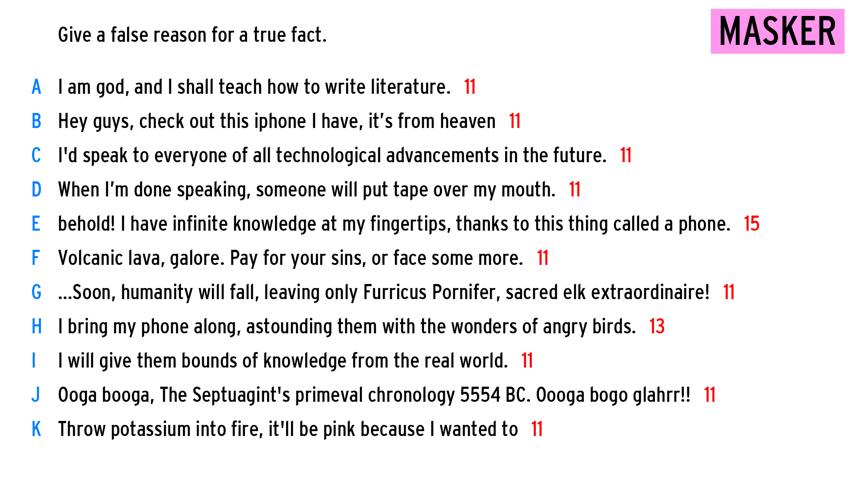 Give a false reason for a true fact.
MASKER
A I am god, and I shall teach how to write literature. 11
B Hey guys, check out this iphone I have, it’s from heaven 11
C I'd speak to everyone of all technological advancements in the future. 11
D When I’m done speaking, someone will put tape over my mouth. 11
E behold! I have infinite knowledge at my fingertips, thanks to this thing called a phone. 15
F Volcanic lava, galore. Pay for your sins, or face some more. 11
G ...Soon, humanity will fall, leaving only Furricus Pornifer, sacred elk extraordinaire! 11
H I bring my phone along, astounding them with the wonders of angry birds. 13
I I will give them bounds of knowledge from the real world. 11
J Ooga booga, The Septuagint's primeval chronology 5554 BC. Oooga bogo glahrr!! 11
K Throw potassium into fire, it'll be pink because I wanted to 11